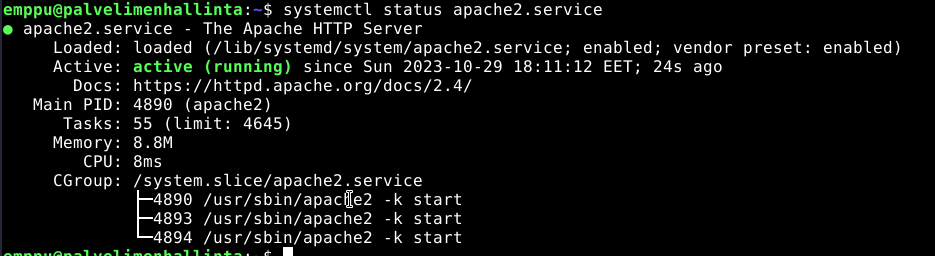 emppu@palvelimenhallinta:~$ systemctl status apache2.service
● apache2.service - The Apache HTTP Server
     Loaded: loaded (/lib/systemd/system/apache2.service; enabled; vendor preset: enabled)
     Active: active (running) since Sun 2023-10-29 18:11:12 EET; 24s ago
       Docs: https://httpd.apache.org/docs/2.4/
   Main PID: 4890 (apache2)
      Tasks: 55 (limit: 4645)
     Memory: 8.8M
        CPU: 8ms
     CGroup: /system.slice/apache2.service
             ├─4890 /usr/sbin/apache2 -k start
             ├─4893 /usr/sbin/apache2 -k start
             └─4894 /usr/sbin/apache2 -k start
emppu@palvelimenhallinta:~$